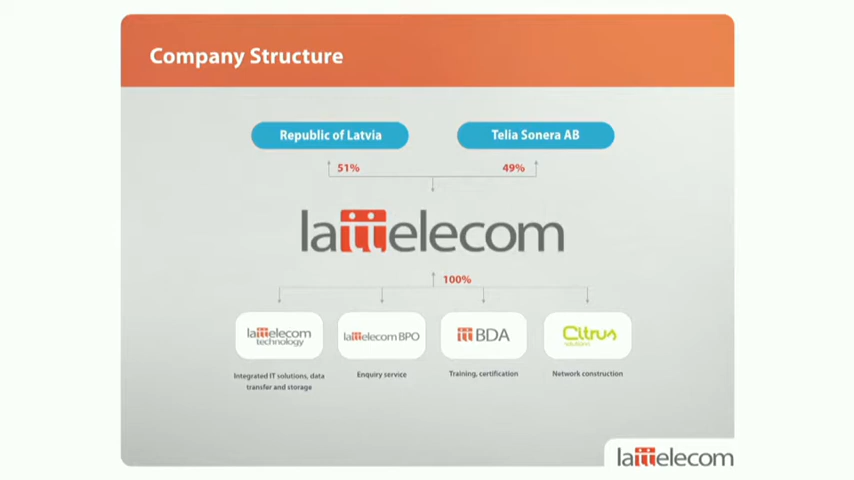 Company Structure
Republic of Latvia
Telia Sonera AB
51%
49%
lattelecom
100%
lattelecom
technology
lattelecom BPO
BDA
Citrus
solutions
Integrated IT solutions, data
transfer and storage
Enquiry service
Training, certification
Network construction
lattelecom